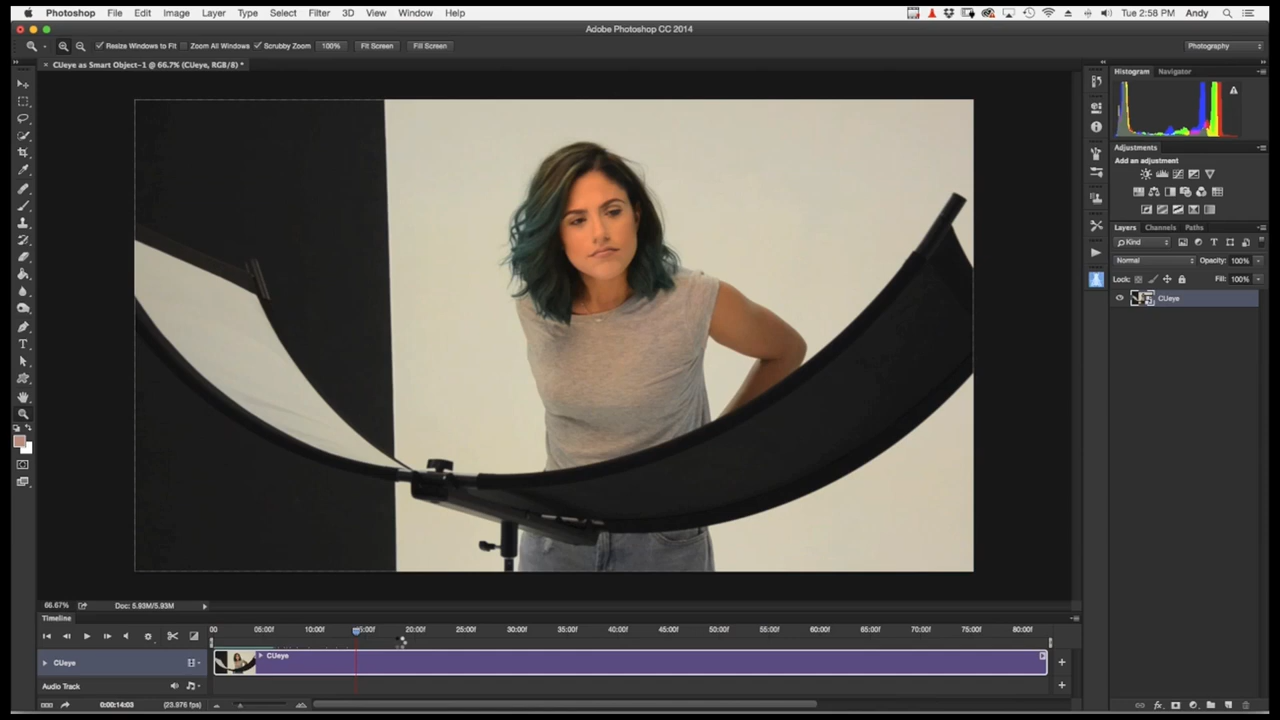 Photoshop File Edit Image Layer Type Select Filter 3D View Window Help Tue 2:58 PM Andy
Adobe Photoshop CC 2014
Resize Windows to Fit Zoom All Windows Scrubby Zoom 100% Fit Screen Fill Screen Photography
× CUeye as Smart Object-1 @ 66.7% (CUeye, RGB/8) *
Histogram Navigator
Adjustments
Add an adjustment
Layers Channels Paths
Kind
Normal Opacity: 100%
Lock: Fill: 100%
CUeye
66.67% Doc: 5.93M/5.93M
Timeline
00 05:00f 10:00f 15:00f 20:00f 25:00f 30:00f 35:00f 40:00f 45:00f 50:00f 55:00f 60:00f 65:00f 70:00f 75:00f 80:00f
CUeye CUeye
Audio Track
0:00:14:03 (23.976 fps)